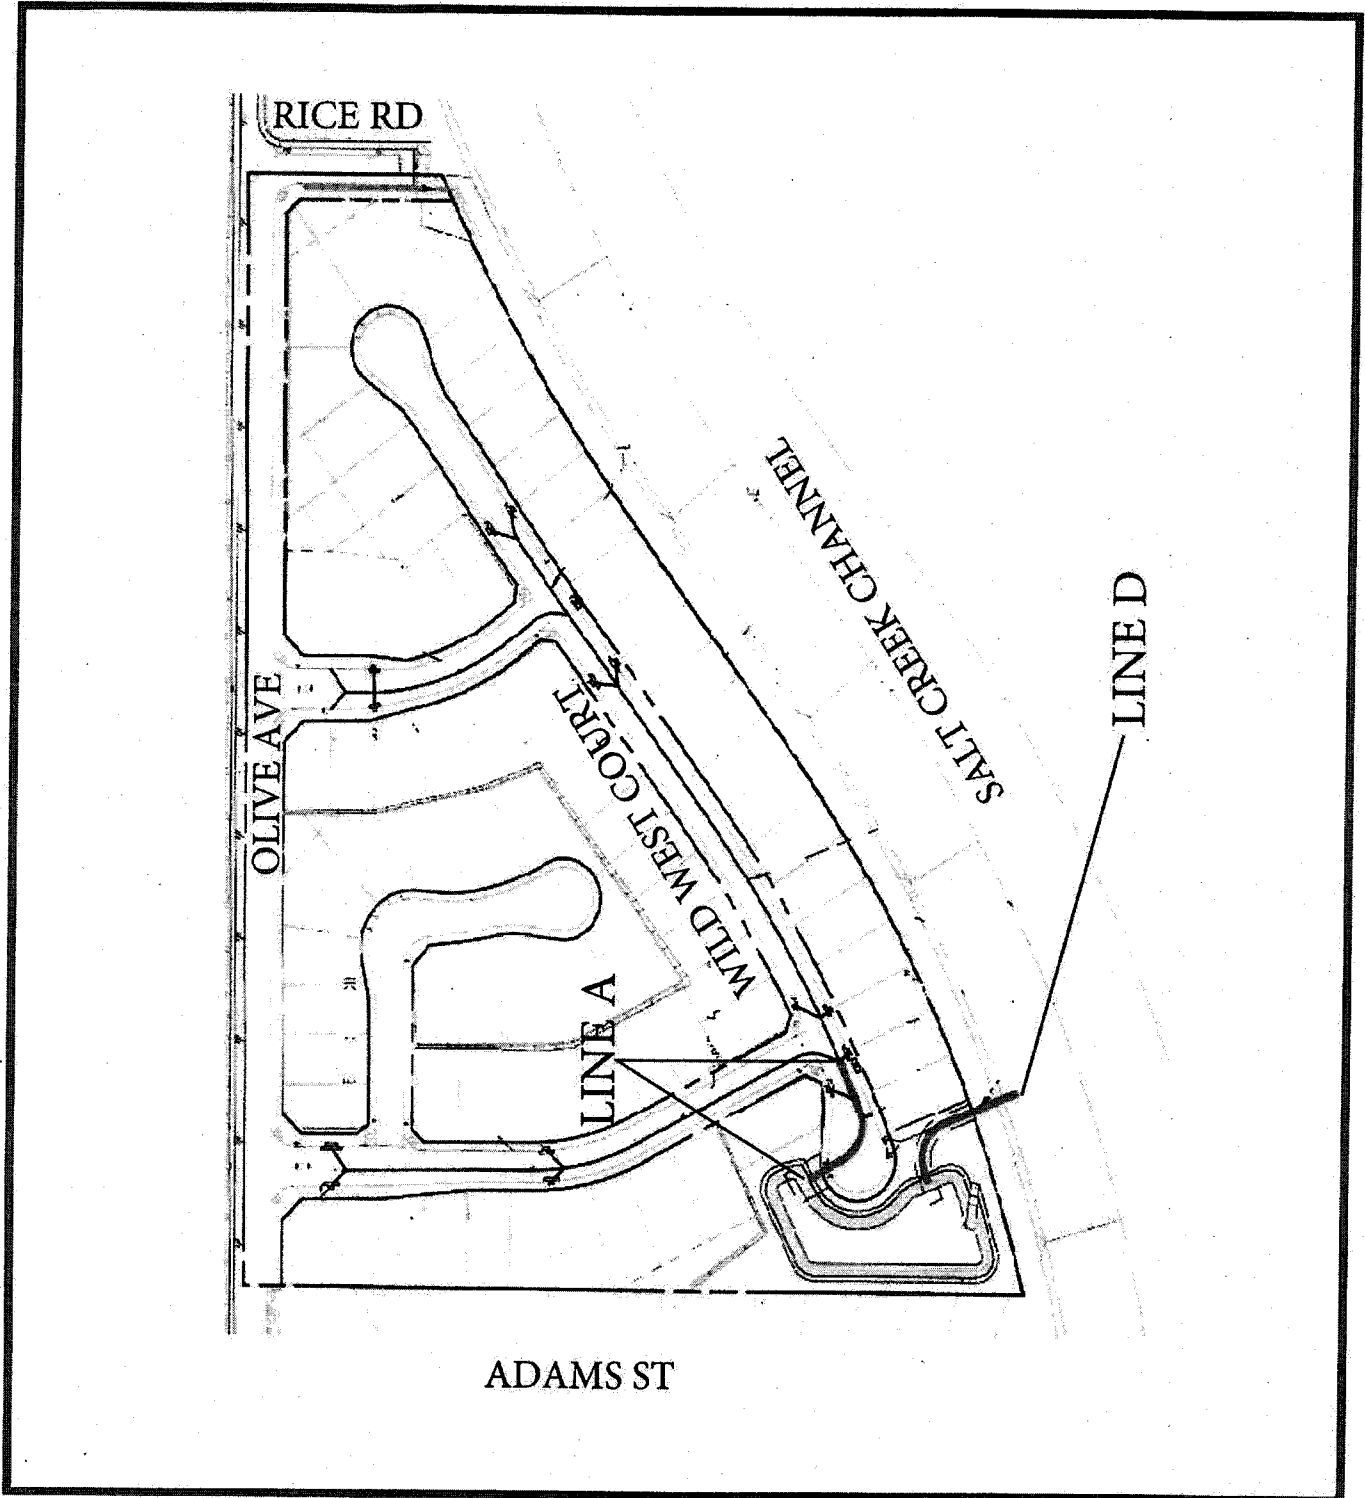 RICE RD
SALT CREEK CHANNEL
LINE D
OLIVE AVE
WILD WEST COURT
LINE A
ADAMS ST